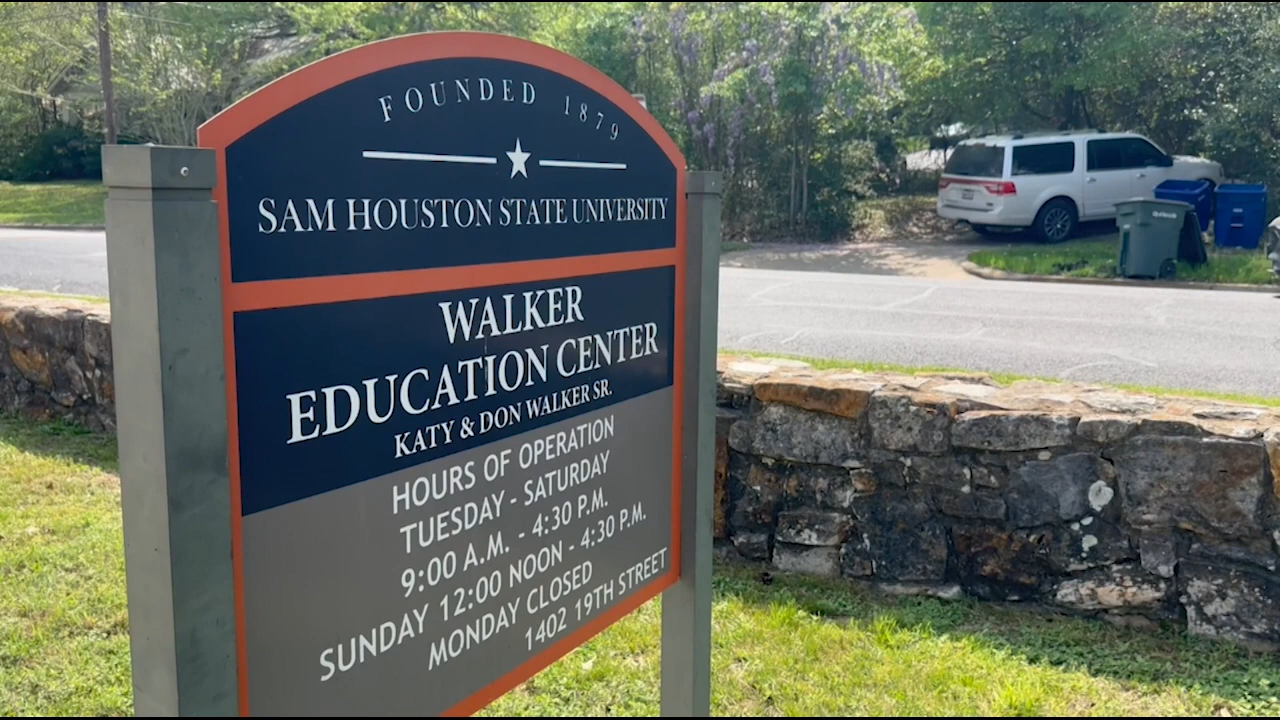 FOUNDED 1879
SAM HOUSTON STATE UNIVERSITY
WALKER
EDUCATION CENTER
KATY & DON WALKER SR.
HOURS OF OPERATION
TUESDAY - SATURDAY
9:00 A.M. - 4:30 P.M.
SUNDAY 12:00 NOON - 4:30 P.M.
MONDAY CLOSED
1402 19TH STREET